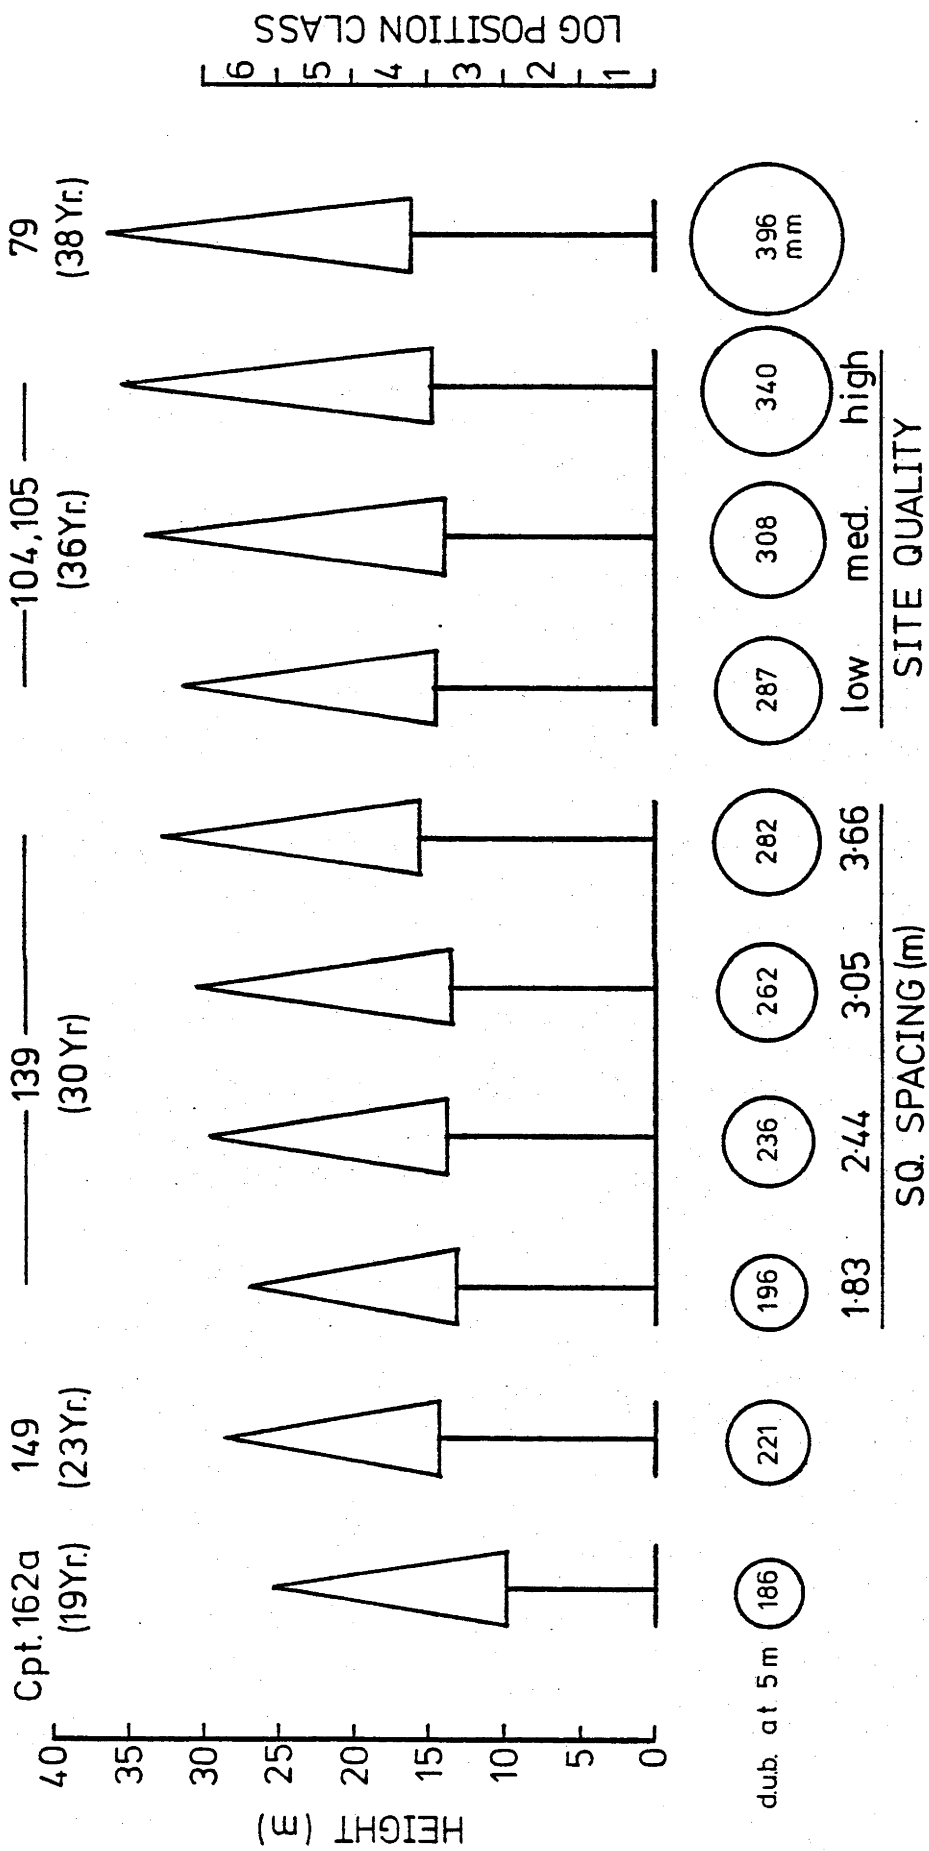 Cpt. 162a 149 139 104,105 79
(19Yr.) (23Yr.) (30Yr) (36Yr.) (38Yr.)
HEIGHT (m)
40
35
30
25
20
15
10
5
0
LOG POSITION CLASS
6
5
4
3
2
1
d.u.b. at 5m 186 221 196 236 262 282 287 308 340 396
mm
1·83 2·44 3·05 3·66 low med. high
SQ. SPACING (m) SITE QUALITY